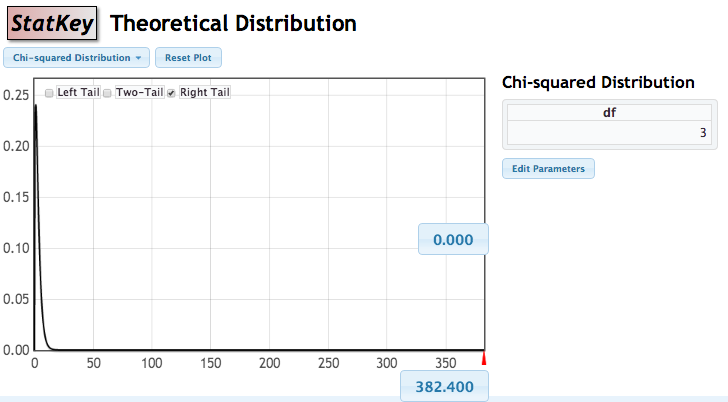 StatKey Theoretical Distribution
Chi-squared Distribution Reset Plot
Left Tail Two-Tail Right Tail
0.25
0.20
0.15
0.10
0.05
0.00
0 50 100 150 200 250 300 350
0.000
382.400
Chi-squared Distribution
df
3
Edit Parameters